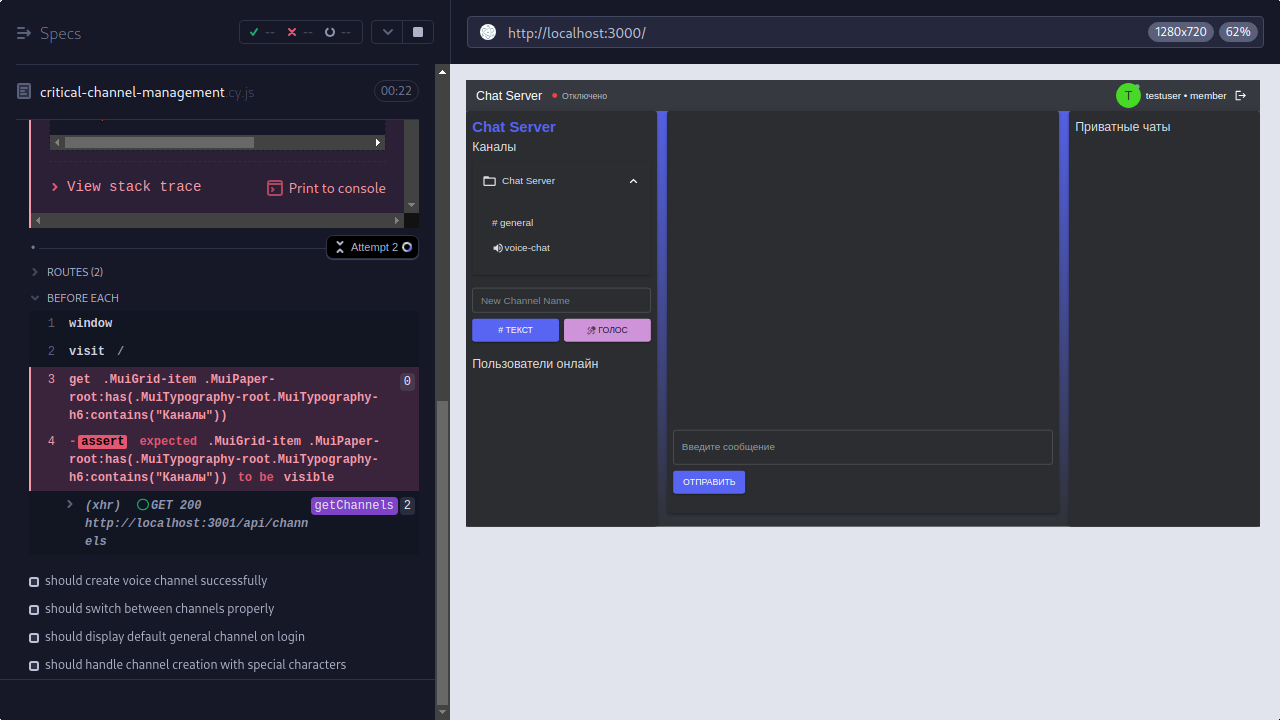 Specs
--
--
--
critical-channel-management.cy.js
00:22
View stack trace
Print to console
Attempt 2
ROUTES (2)
BEFORE EACH
1 window
2 visit /
3 get .MuiGrid-item .MuiPaper-
root:has(.MuiTypography-root.MuiTypography-
h6:contains("Каналы"))
0
4 -assert expected .MuiGrid-item .MuiPaper-
root:has(.MuiTypography-root.MuiTypography-
h6:contains("Каналы")) to be visible
(xhr) GET 200
http://localhost:3001/api/chann
els
getChannels 2
should create voice channel successfully
should switch between channels properly
should display default general channel on login
should handle channel creation with special characters
http://localhost:3000/
1280x720
62%
Chat Server
Отключено
T
testuser • member
Chat Server
Каналы
Chat Server
# general
voice-chat
New Channel Name
# ТЕКСТ
🎤 ГОЛОС
Пользователи онлайн
Введите сообщение
ОТПРАВИТЬ
Приватные чаты